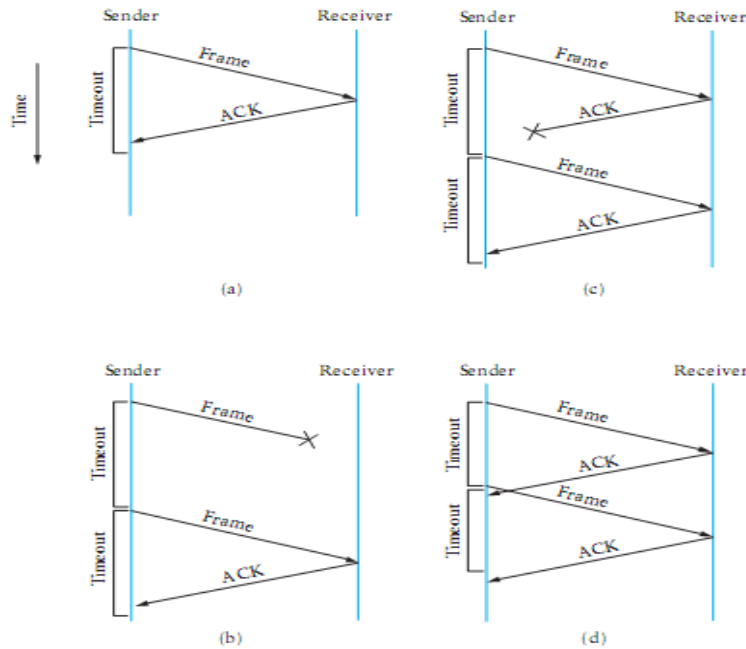 Sender Receiver
Time
Timeout
Frame
ACK
(a)
Sender Receiver
Timeout
Frame
ACK
Timeout
Frame
ACK
(c)
Sender Receiver
Timeout
Frame
Timeout
Frame
ACK
(b)
Sender Receiver
Timeout
Frame
ACK
Timeout
Frame
ACK
(d)